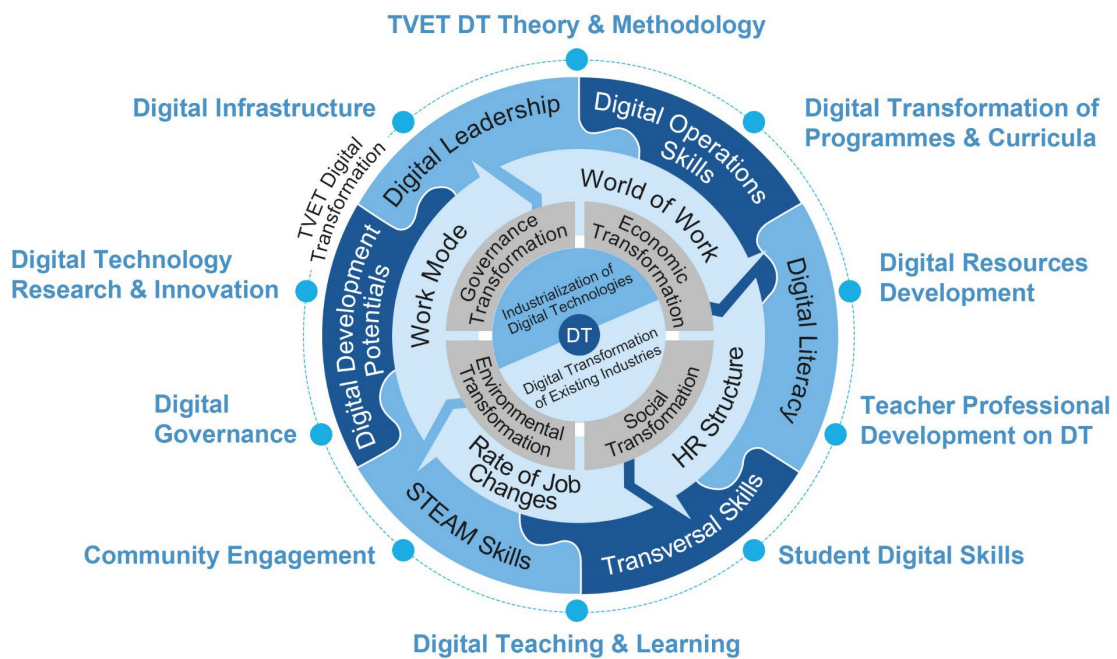 TVET DT Theory & Methodology
Digital Infrastructure
Digital Transformation of
Programmes & Curricula
TVET Digital
Transformation
Digital Technology
Research & Innovation
Digital Resources
Development
Digital
Governance
Teacher Professional
Development on DT
Community Engagement
Student Digital Skills
Digital Teaching & Learning
Digital Leadership
Digital Operations
Skills
Digital Literacy
Transversal Skills
STEAM Skills
Digital Development
Potentials
World of Work
HR Structure
Rate of Job
Changes
Work Mode
Governance
Transformation
Economic
Transformation
Social
Transformation
Environmental
Transformation
Industrialization of
Digital Technologies
DT
Digital Transformation
of Existing Industries